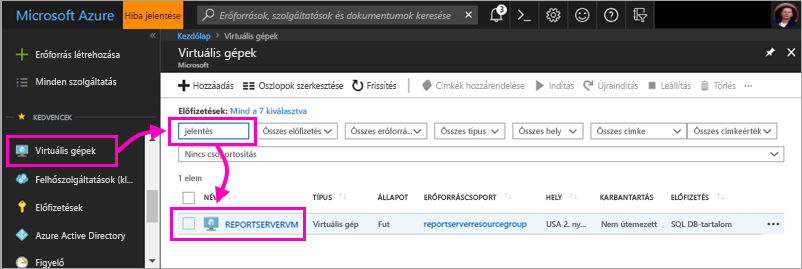 Microsoft Azure
Hiba jelentése
Erőforrások, szolgáltatások és dokumentumok keresése
3
Erőforrás létrehozása
Minden szolgáltatás
KEDVENCEK
Virtuális gépek
Felhőszolgáltatások (kl...
Előfizetések
Azure Active Directory
Figyelő
Kezdőlap > Virtuális gépek
Virtuális gépek
Microsoft
Hozzáadás Oszlopok szerkesztése Frissítés Címkék hozzárendelése Indítás Újraindítás Leállítás Törlés ...
Előfizetések: Mind a 7 kiválasztva
jelentés Összes előfizetés Összes erőforrá... Összes típus Összes hely Összes címke Összes címkeérték
Nincs csoportosítás
1 elem
NÉV TÍPUS ÁLLAPOT ERŐFORRÁSCSOPORT HELY KARBANTARTÁS ELŐFIZETÉS
REPORTSERVERVM Virtuális gép Fut reportserverresourcegroup USA 2. ny... Nem ütemezett SQL DB-tartalom ...